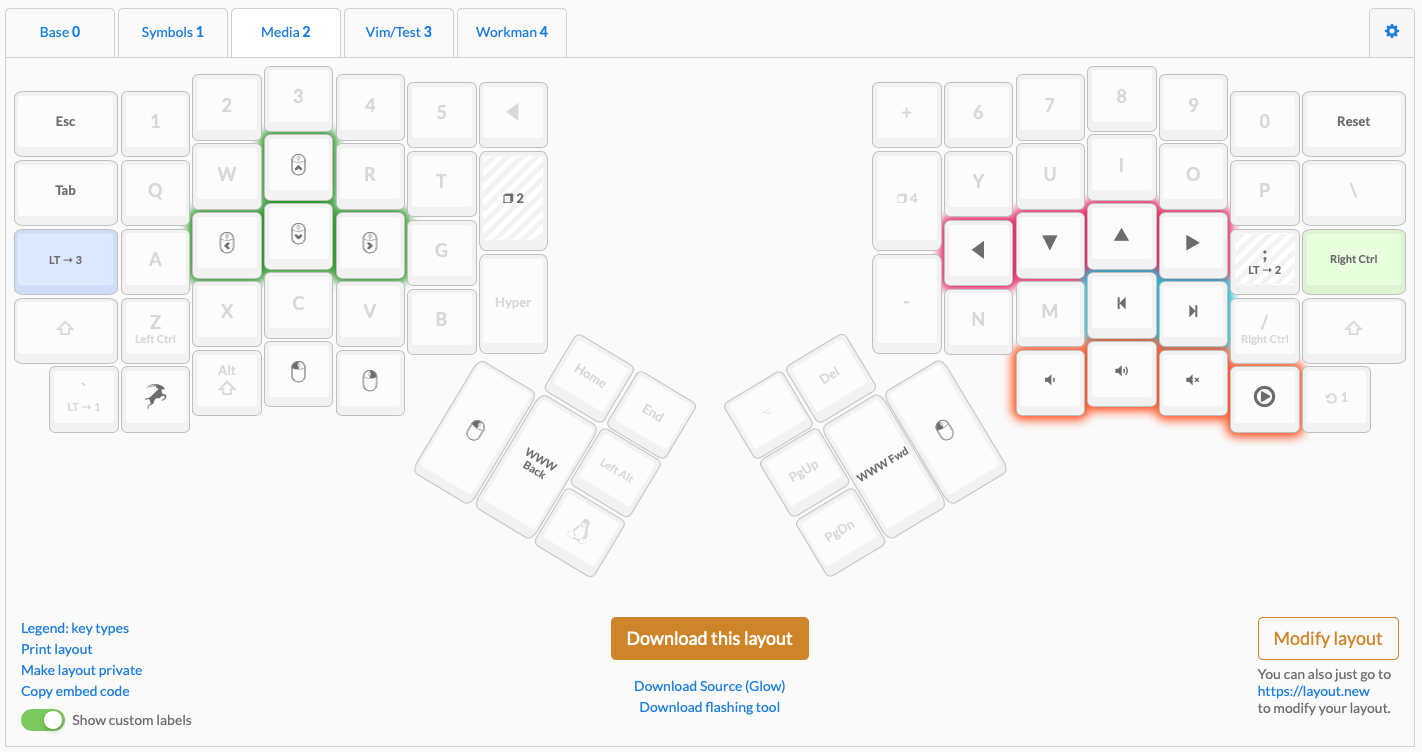 Base 0
Symbols 1
Media 2
Vim/Test 3
Workman 4
Esc
1
2
3
4
5
+
6
7
8
9
0
Reset
Tab
Q
W
R
T
2
4
Y
U
I
O
P
\
LT → 3
A
G
;
LT → 2
Right Ctrl
Z
Left Ctrl
X
C
V
B
Hyper
-
N
M
/
Right Ctrl
`
LT → 1
Alt
1
Home
End
WWW
Back
Left Alt
Del
PgUp
WWW Fwd
PgDn
Legend: key types
Print layout
Make layout private
Copy embed code
Show custom labels
Download this layout
Download Source (Glow)
Download flashing tool
Modify layout
You can also just go to
https://layout.new
to modify your layout.